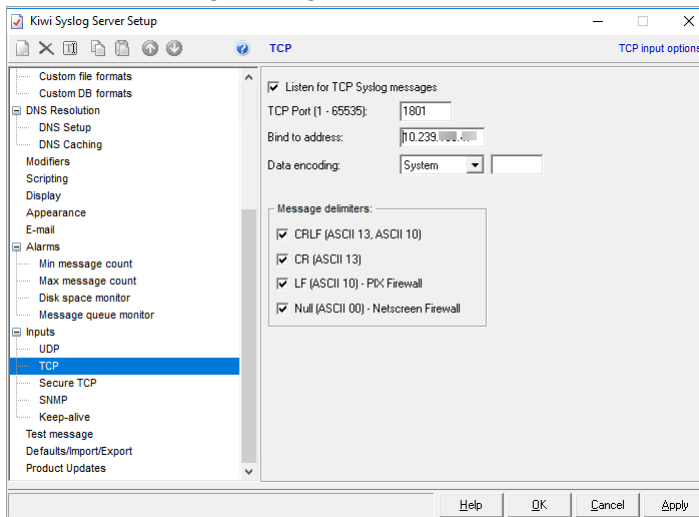 Kiwi Syslog Server Setup
TCP
TCP input options
Custom file formats
Custom DB formats
DNS Resolution
DNS Setup
DNS Caching
Modifiers
Scripting
Display
Appearance
E-mail
Alarms
Min message count
Max message count
Disk space monitor
Message queue monitor
Inputs
UDP
TCP
Secure TCP
SNMP
Keep-alive
Test message
Defaults/Import/Export
Product Updates
Listen for TCP Syslog messages
TCP Port (1 - 65535): 1801
Bind to address: 10.239.
Data encoding: System
Message delimiters:
CRLF (ASCII 13, ASCII 10)
CR (ASCII 13)
LF (ASCII 10) - PIX Firewall
Null (ASCII 00) - Netscreen Firewall
Help OK Cancel Apply